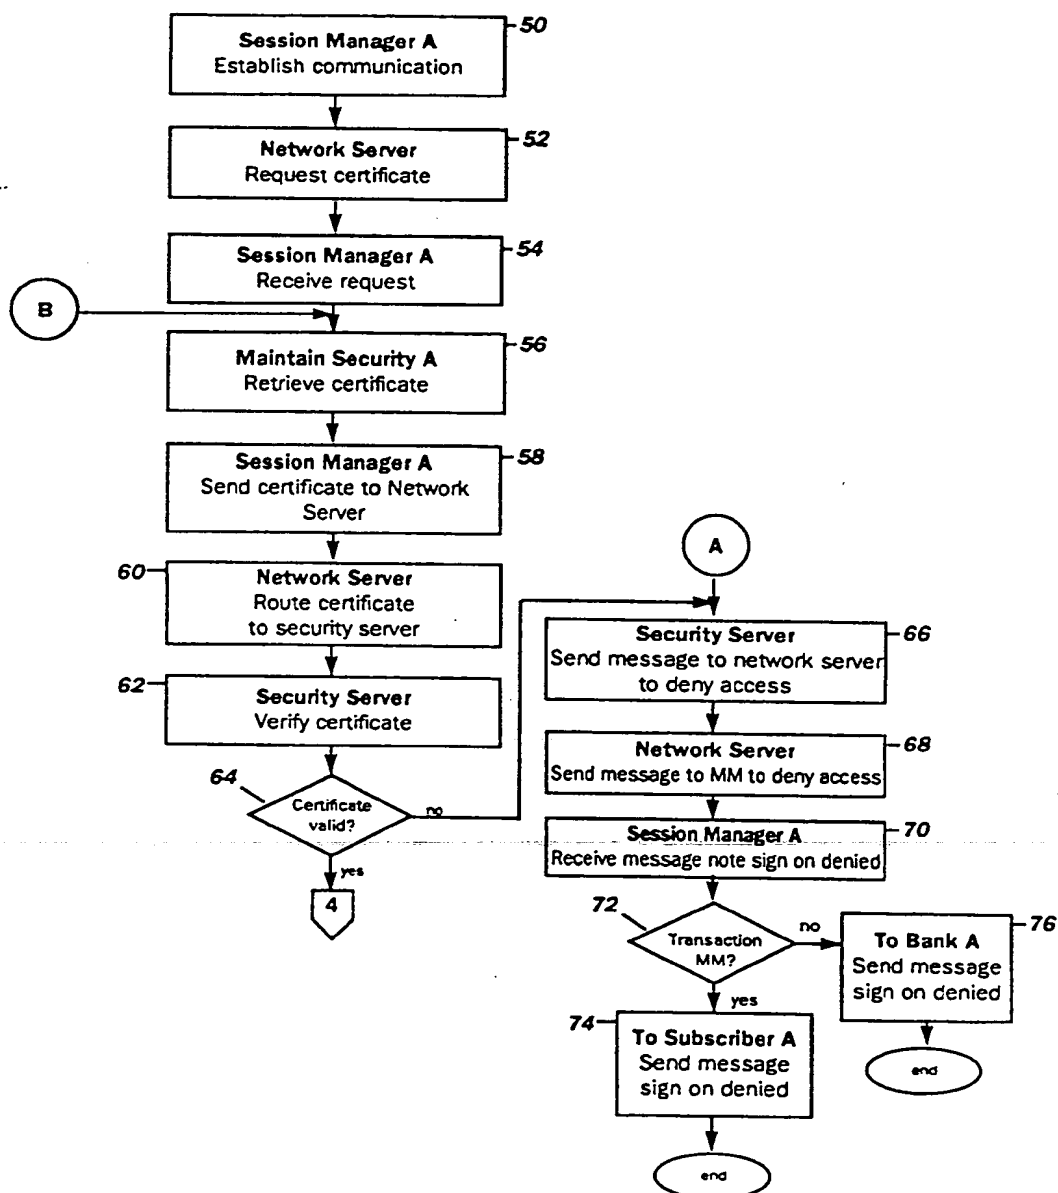 50
Session Manager A
Establish communication
52
Network Server
Request certificate
54
Session Manager A
Receive request
B
56
Maintain Security A
Retrieve certificate
58
Session Manager A
Send certificate to Network
Server
60
Network Server
Route certificate
to security server
62
Security Server
Verify certificate
64
Certificate
valid?
no
yes
4
A
66
Security Server
Send message to network server
to deny access
68
Network Server
Send message to MM to deny access
70
Session Manager A
Receive message note sign on denied
72
Transaction
MM?
no
yes
76
To Bank A
Send message
sign on denied
end
74
To Subscriber A
Send message
sign on denied
end